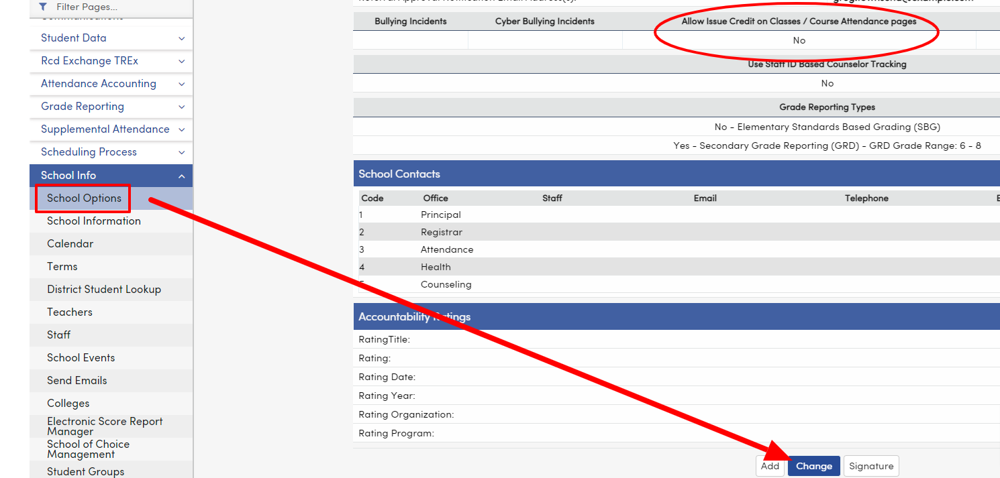 Filter Pages...
Student Data
Rcd Exchange TREx
Attendance Accounting
Grade Reporting
Supplemental Attendance
Scheduling Process
School Info
School Options
School Information
Calendar
Terms
District Student Lookup
Teachers
Staff
School Events
Send Emails
Colleges
Electronic Score Report
Manager
School of Choice
Management
Student Groups
Bullying Incidents Cyber Bullying Incidents Allow Issue Credit on Classes / Course Attendance pages
No
Use Staff ID Based Counselor Tracking
No
Grade Reporting Types
No - Elementary Standards Based Grading (SBG)
Yes - Secondary Grade Reporting (GRD) - GRD Grade Range: 6 - 8
School Contacts
Code Office Staff Email Telephone
1 Principal
2 Registrar
3 Attendance
4 Health
5 Counseling
Accountability Ratings
RatingTitle:
Rating:
Rating Date:
Rating Year:
Rating Organization:
Rating Program:
Add Change Signature